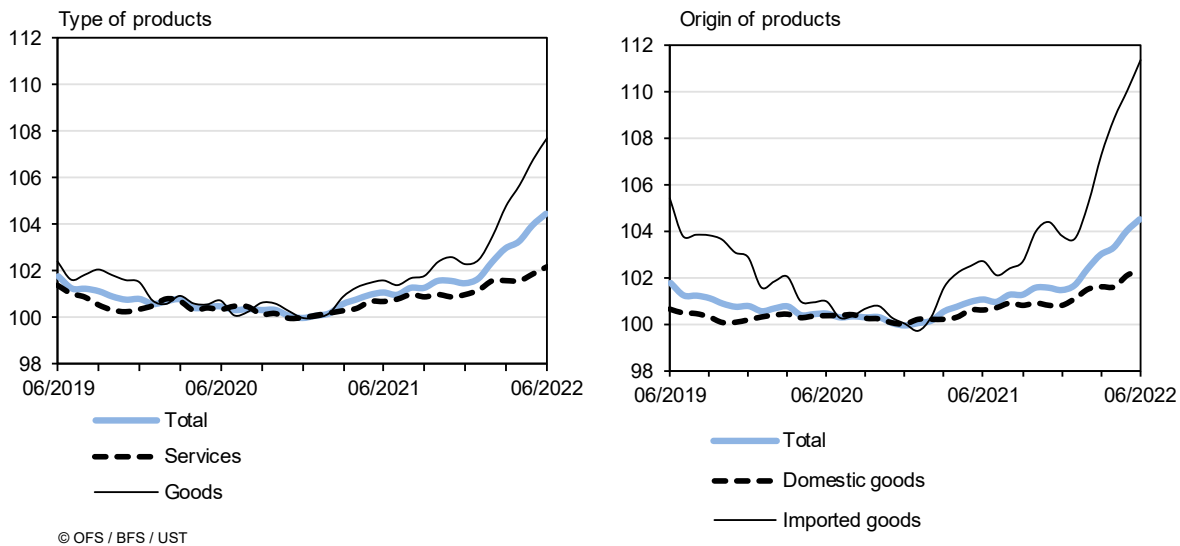 Type of products
112
110
108
106
104
102
100
98
06/2019
06/2020
06/2021
06/2022
Total
Services
Goods
© OFS / BFS / UST
Origin of products
112
110
108
106
104
102
100
98
06/2019
06/2020
06/2021
06/2022
Total
Domestic goods
Imported goods